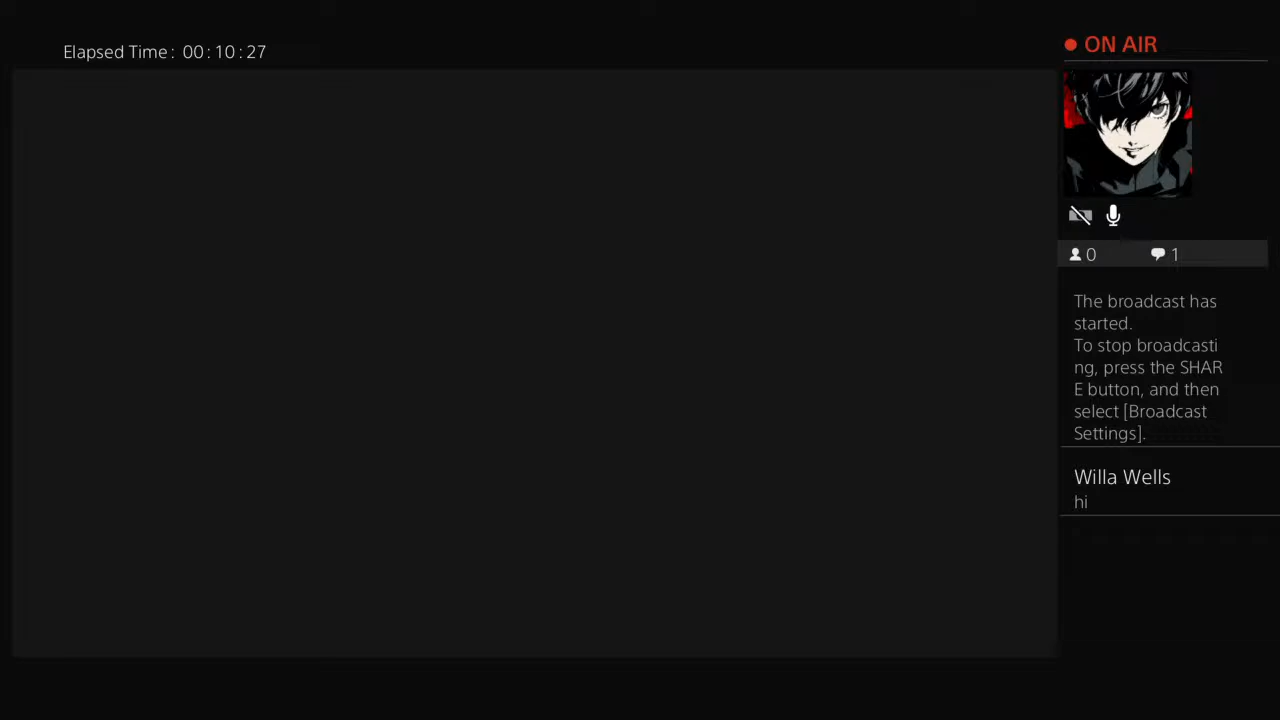 Elapsed Time: 00:10:27
ON AIR
0 1
The broadcast has
started.
To stop broadcasti
ng, press the SHAR
E button, and then
select [Broadcast
Settings].
Willa Wells
hi